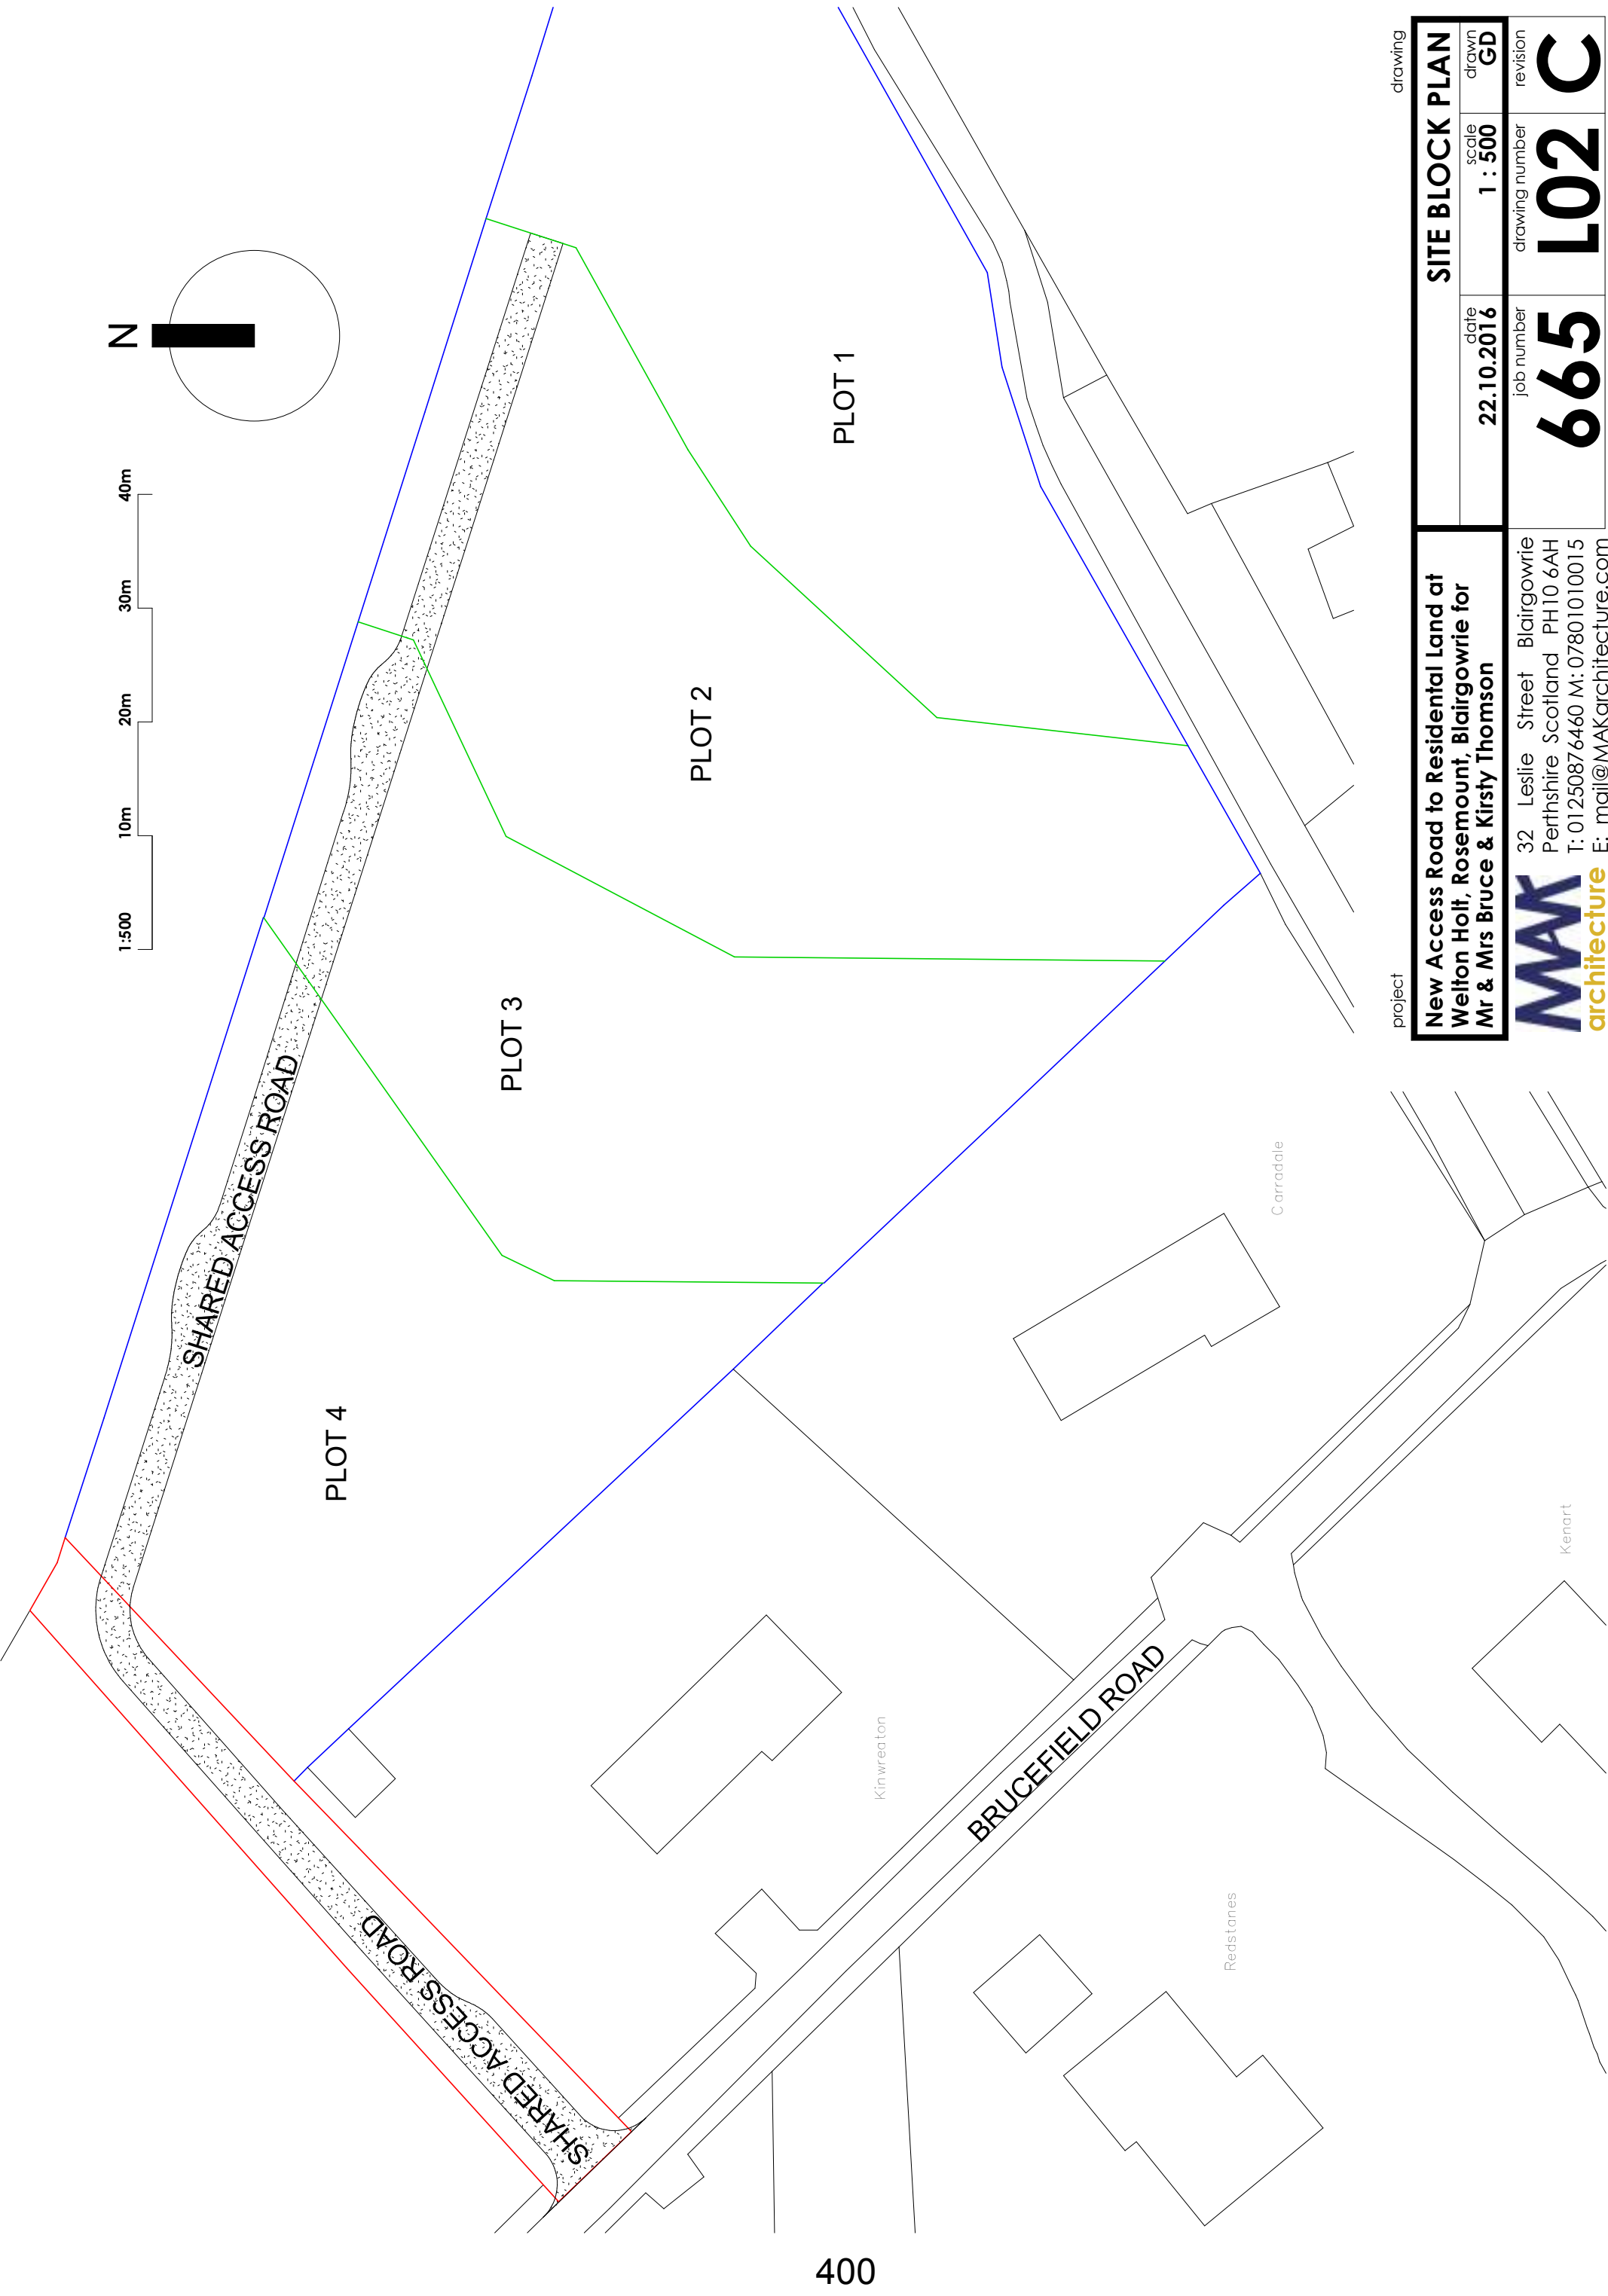 N
1:500
10m
20m
30m
40m
PLOT 1
PLOT 2
PLOT 3
PLOT 4
SHARED ACCESS ROAD
SHARED ACCESS ROAD
BRUCEFIELD ROAD
Carradale
Kinwreaton
Redstanes
Kenart
project
New Access Road to Residential Land at
Welton Holt, Rosemount, Blairgowrie for
Mr & Mrs Bruce & Kirsty Thomson
drawing
SITE BLOCK PLAN
date
22.10.2016
scale
1 : 500
drawn
GD
MAK
architecture
32 Leslie Street Blairgowrie
Perthshire Scotland PH10 6AH
T: 01250876460 M: 07801010015
E: mail@MAKarchitecture.com
job number
665
drawing number
L02
revision
C
400